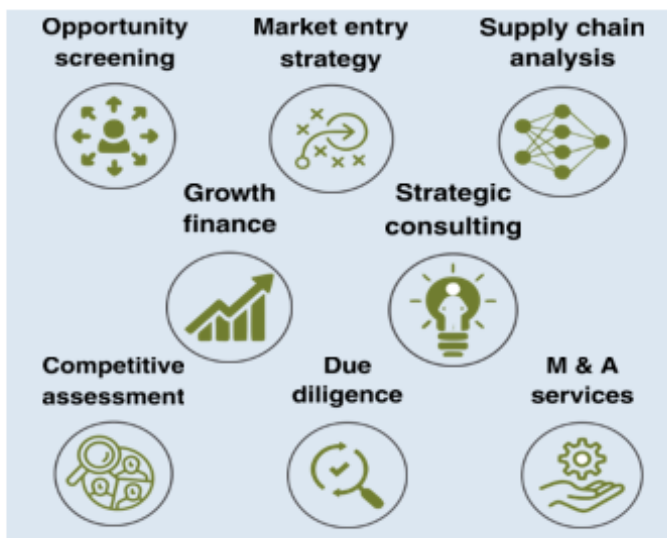 Opportunity
screening
Market entry
strategy
Supply chain
analysis
Growth
finance
Strategic
consulting
Competitive
assessment
Due
diligence
M & A
services